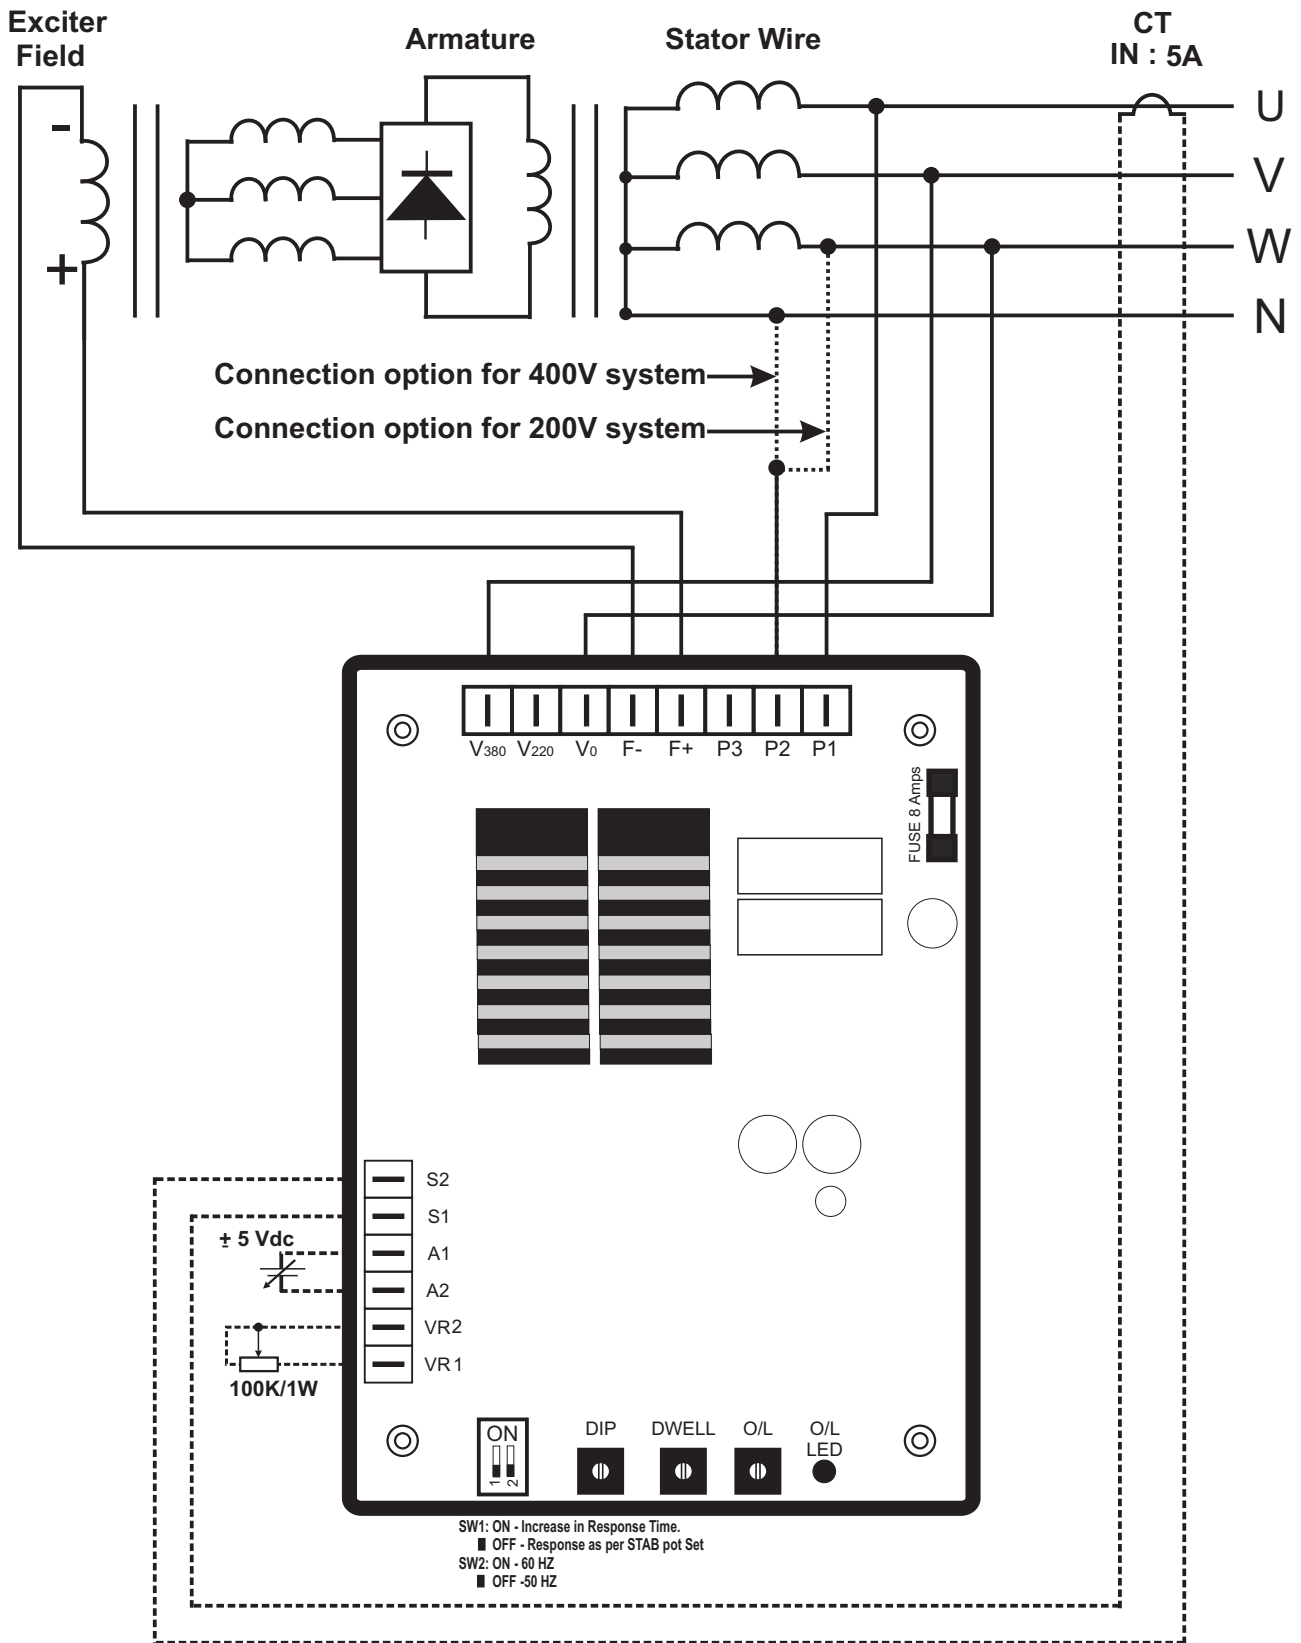 Exciter
Field
Armature
Stator Wire
CT
IN : 5A
U
-
V
W
+
N
Connection option for 400V system
Connection option for 200V system
V380 V220 V0 F- F+ P3 P2 P1
FUSE 8 Amps
S2
S1
± 5 Vdc
A1
A2
VR2
VR1
100K/1W
ON
1 2
DIP
DWELL
O/L
O/L
LED
SW1: ON - Increase in Response Time.
OFF - Response as per STAB pot Set
SW2: ON - 60 HZ
OFF -50 HZ